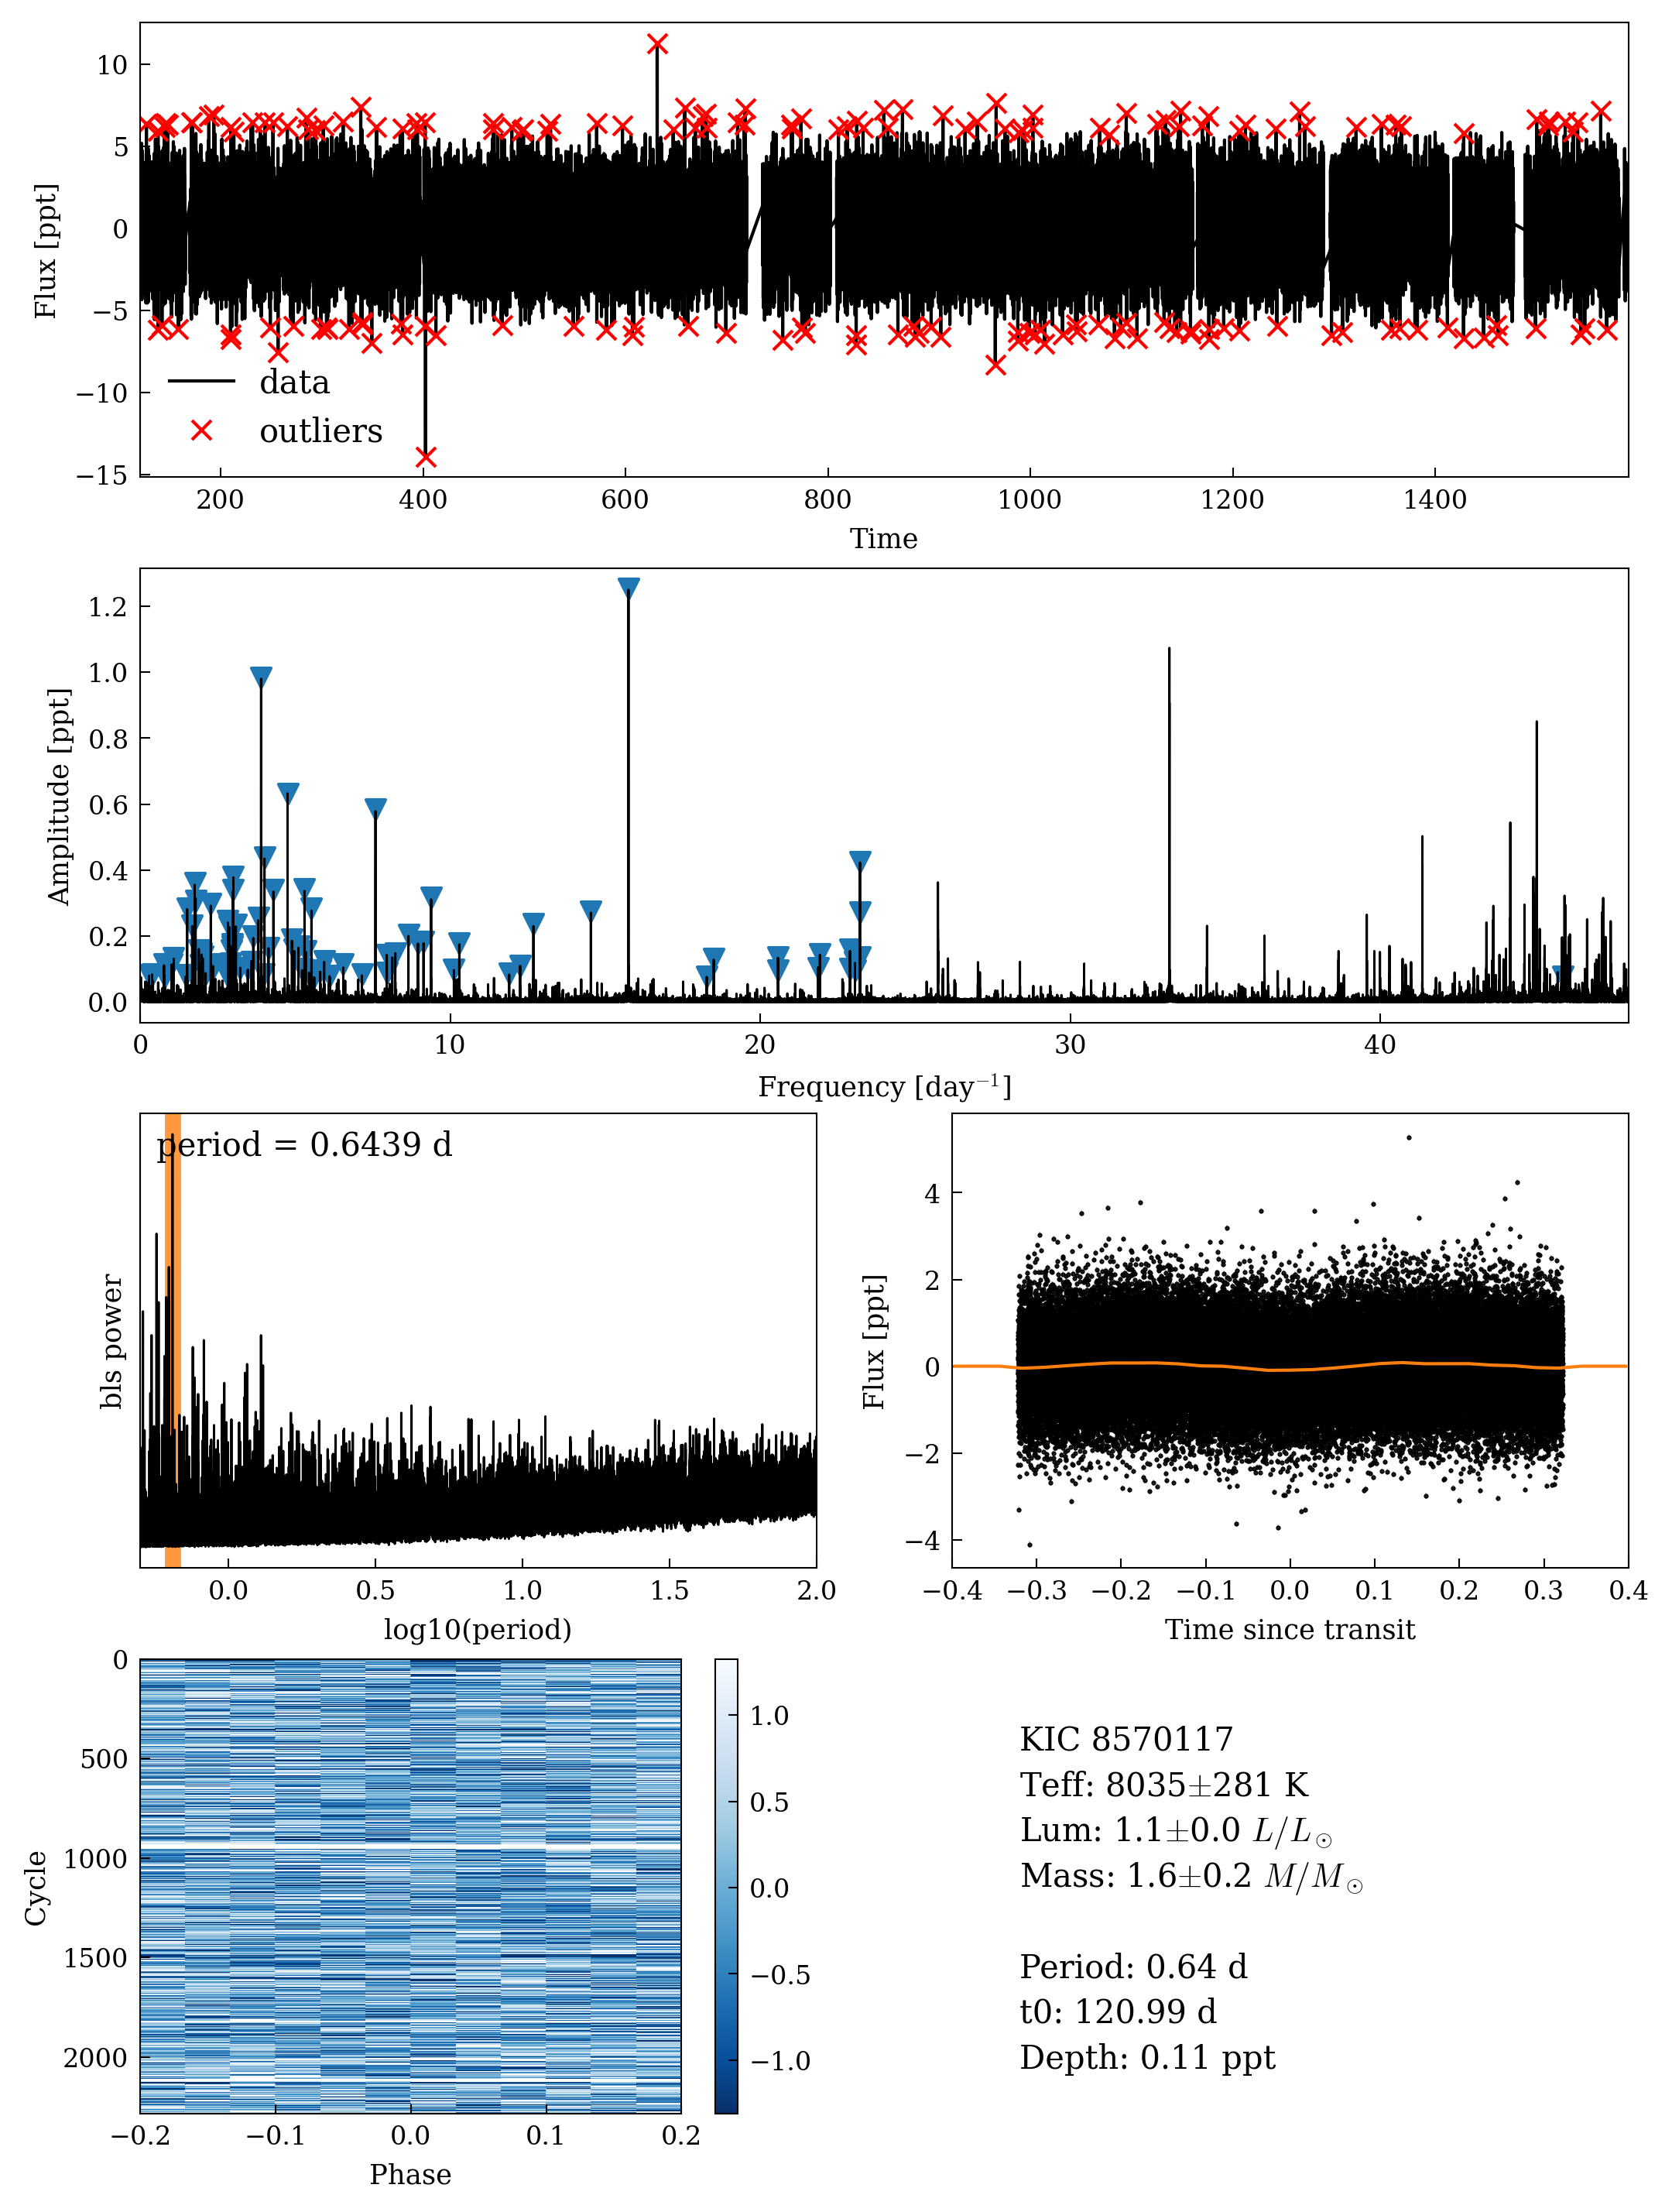 10
5
0
−5
−10
−15
Flux [ppt]
data
outliers
200 400 600 800 1000 1200 1400
Time
1.2
1.0
0.8
0.6
0.4
0.2
0.0
Amplitude [ppt]
0 10 20 30 40
Frequency [day⁻¹]
period = 0.6439 d
bls power
0.0 0.5 1.0 1.5 2.0
log10(period)
4
2
0
−2
−4
Flux [ppt]
−0.4 −0.3 −0.2 −0.1 0.0 0.1 0.2 0.3 0.4
Time since transit
0
500
1000
1500
2000
Cycle
−0.2 −0.1 0.0 0.1 0.2
Phase
1.0
0.5
0.0
−0.5
−1.0
KIC 8570117
Teff: 8035±281 K
Lum: 1.1±0.0 L/L☉
Mass: 1.6±0.2 M/M☉
Period: 0.64 d
t0: 120.99 d
Depth: 0.11 ppt